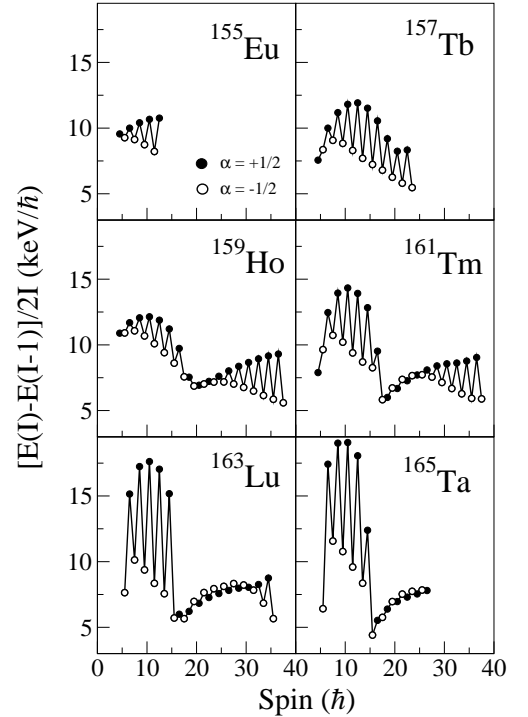 ¹⁵⁵Eu
¹⁵⁷Tb
15
10
5
● α = +1/2
○ α = -1/2
[E(I)-E(I-1)]/2I (keV/ℏ)
¹⁵⁹Ho
¹⁶¹Tm
15
10
5
¹⁶³Lu
¹⁶⁵Ta
15
10
5
0 10 20 30 40 0 10 20 30 40
Spin (ℏ)